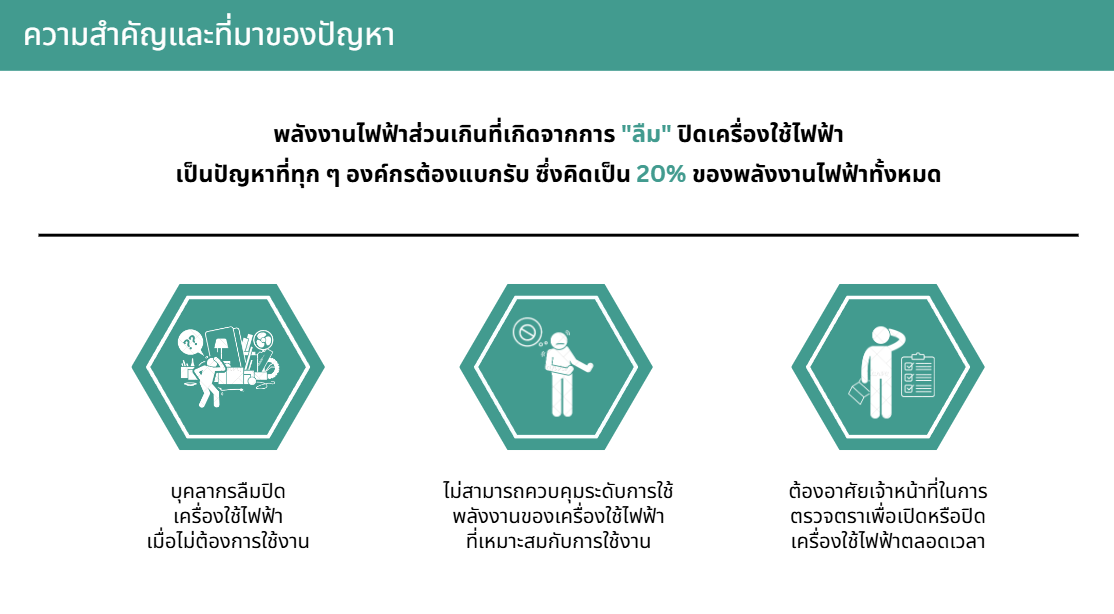 ความสำคัญและที่มาของปัญหา
พลังงานไฟฟ้าส่วนเกินที่เกิดจากการ "ลืม" ปิดเครื่องใช้ไฟฟ้า
เป็นปัญหาที่ทุก ๆ องค์กรต้องแบกรับ ซึ่งคิดเป็น 20% ของพลังงานไฟฟ้าทั้งหมด
??
บุคลากรลืมปิด
เครื่องใช้ไฟฟ้า
เมื่อไม่ต้องการใช้งาน
ไม่สามารถควบคุมระดับการใช้
พลังงานของเครื่องใช้ไฟฟ้า
ที่เหมาะสมกับการใช้งาน
ต้องอาศัยเจ้าหน้าที่ในการ
ตรวจตราเพื่อเปิดหรือปิด
เครื่องใช้ไฟฟ้าตลอดเวลา